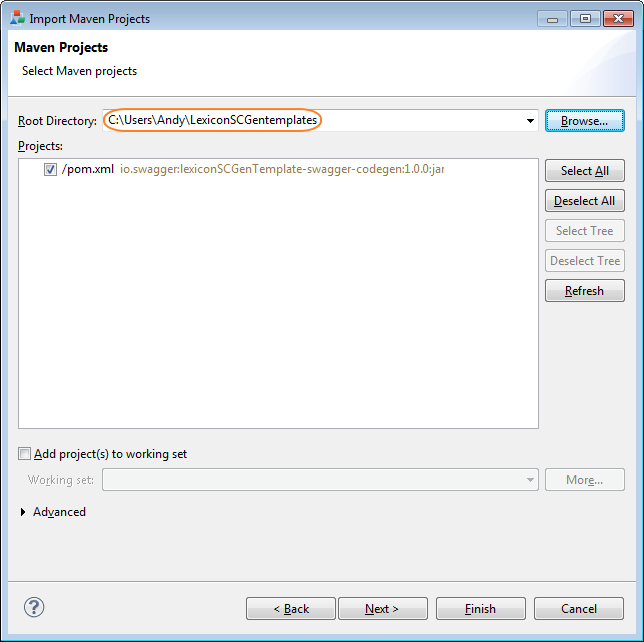 Import Maven Projects
Maven Projects
Select Maven projects
Root Directory: C:\Users\Andy\LexiconSCGentemplates Browse...
Projects:
/pom.xml io.swagger:lexiconSCGenTemplate-swagger-codegen:1.0.0:jar
Select All
Deselect All
Select Tree
Deselect Tree
Refresh
Add project(s) to working set
Working set: More...
Advanced
? < Back Next > Finish Cancel